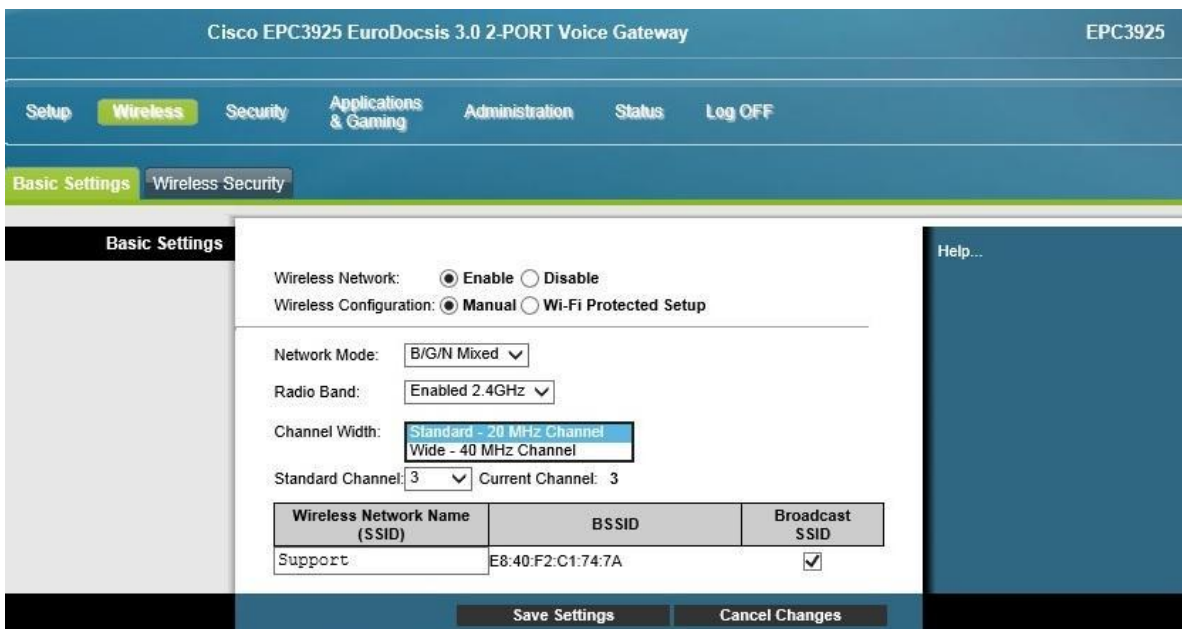 Cisco EPC3925 EuroDocsis 3.0 2-PORT Voice Gateway EPC3925
Setup Wireless Security Applications & Gaming Administration Status Log OFF
Basic Settings Wireless Security
Basic Settings
Help...
Wireless Network: Enable Disable
Wireless Configuration: Manual Wi-Fi Protected Setup
Network Mode: B/G/N Mixed
Radio Band: Enabled 2.4GHz
Channel Width: Standard - 20 MHz Channel
Wide - 40 MHz Channel
Standard Channel: 3 Current Channel: 3
Wireless Network Name (SSID) BSSID Broadcast SSID
Support E8:40:F2:C1:74:7A
Save Settings Cancel Changes